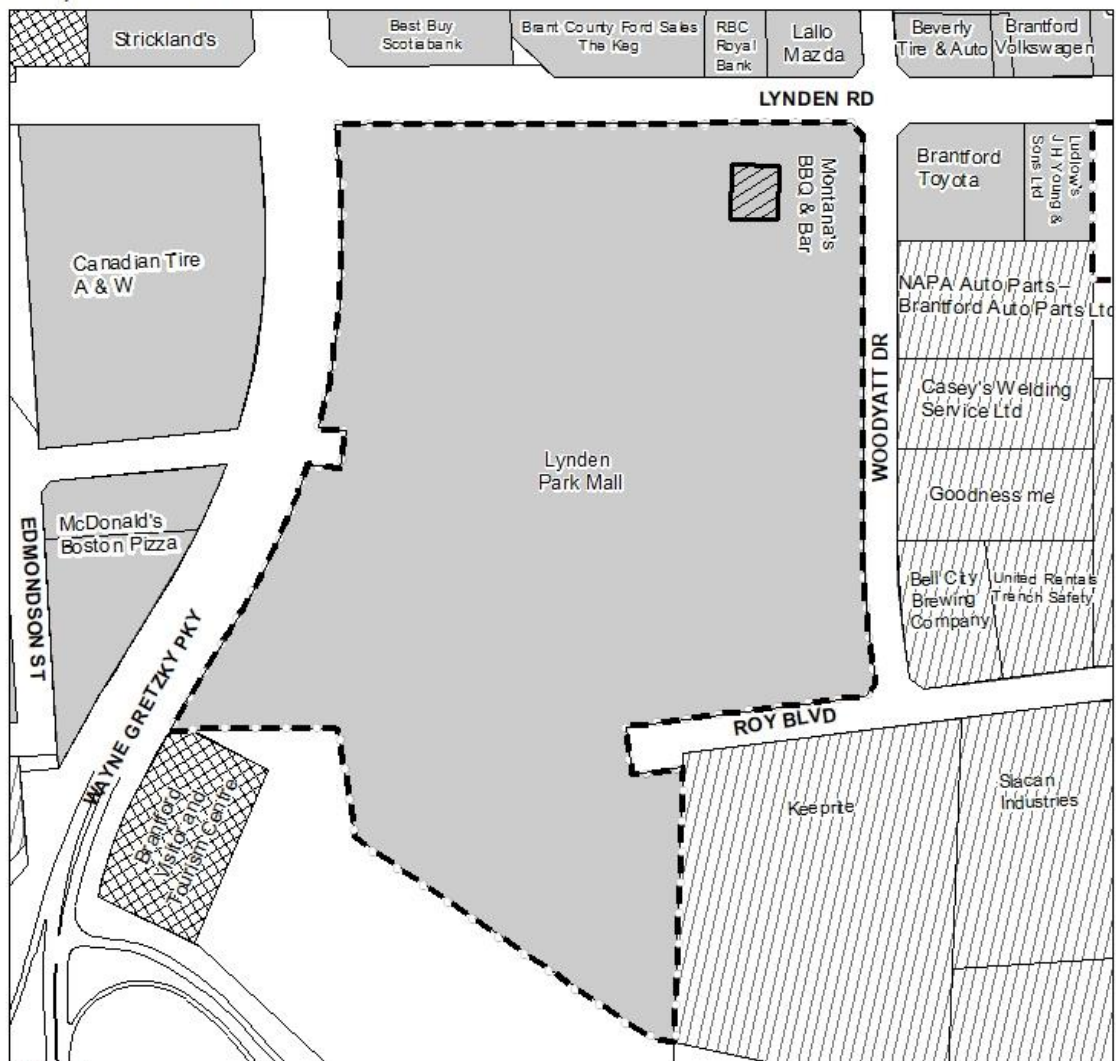 Strickland's
Best Buy
Scotiabank
Brant County Ford Sales
The Keg
RBC
Royal
Bank
Lallo
Mazda
Beverly
Tire & Auto
Brantford
Volkswagen
LYNDEN RD
Canadian Tire
A & W
Montana's
BBQ & Bar
Brantford
Toyota
Ludlow's
J H Young &
Sons Ltd
NAPA Auto Parts –
Brantford Auto Parts Ltd
WOODYATT DR
Casey's Welding
Service Ltd
Lynden
Park Mall
Goodness me
McDonald's
Boston Pizza
EDMONDSON ST
Bell City
Brewing
Company
United Rentals
Trench Safety
WAYNE GRETZKY PKY
ROY BLVD
Brantford
Visitor and
Tourism Centre
Keeprite
Slacan
Industries